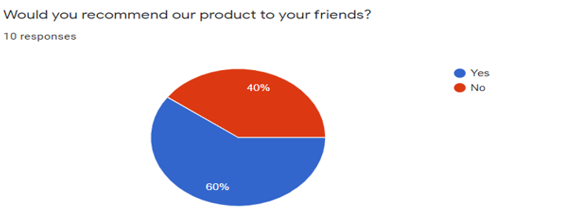 Would you recommend our product to your friends?
10 responses
Yes
No
40%
60%